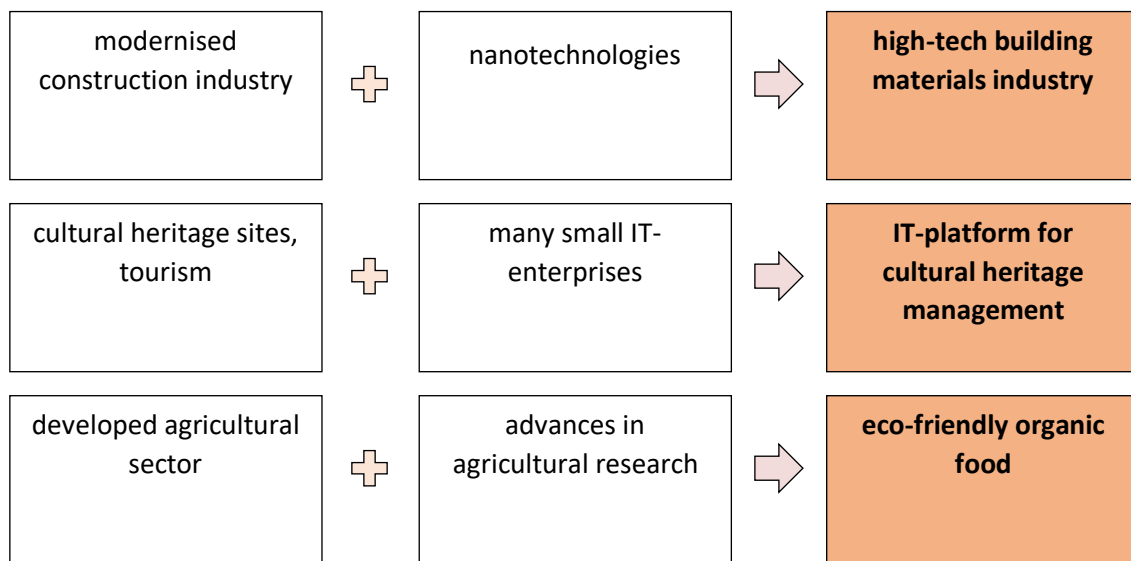 modernised
construction industry
nanotechnologies
high-tech building
materials industry
cultural heritage sites,
tourism
many small IT-
enterprises
IT-platform for
cultural heritage
management
developed agricultural
sector
advances in
agricultural research
eco-friendly organic
food